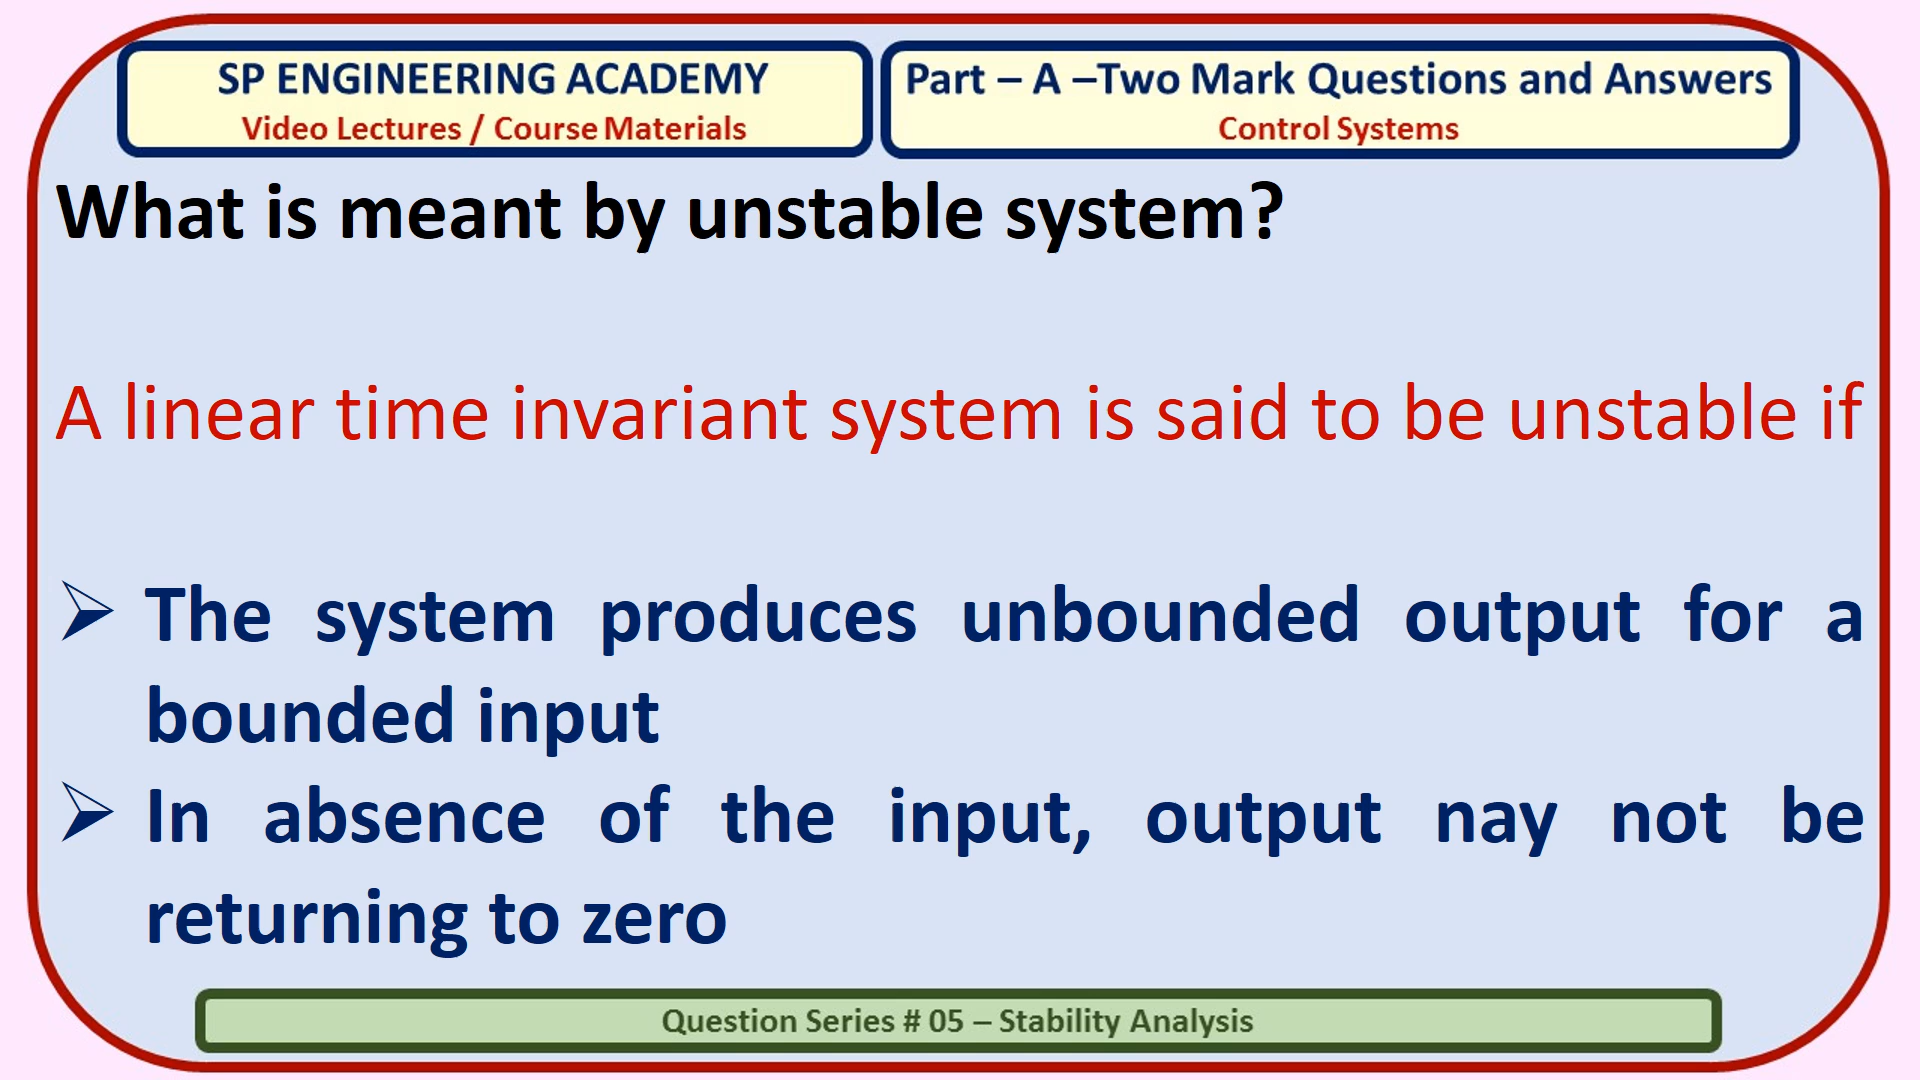 SP ENGINEERING ACADEMY
Video Lectures / Course Materials
Part – A –Two Mark Questions and Answers
Control Systems
What is meant by unstable system?
A linear time invariant system is said to be unstable if
➢ The system produces unbounded output for a
bounded input
➢ In absence of the input, output nay not be
returning to zero
Question Series # 05 – Stability Analysis